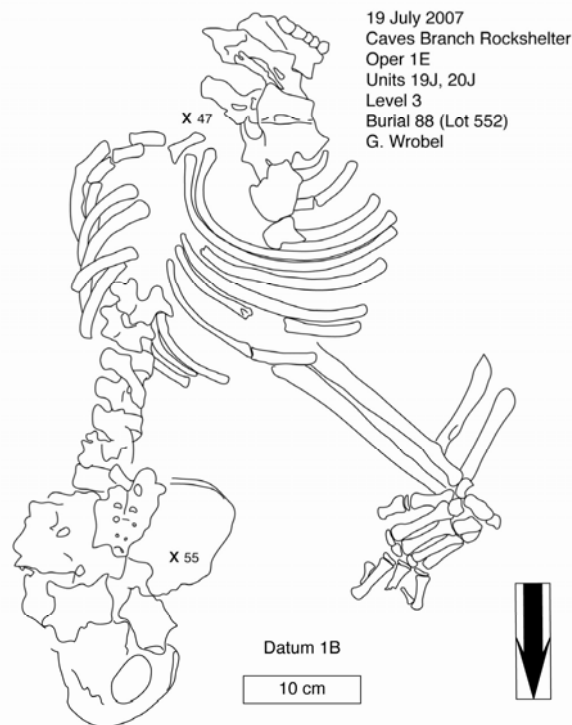 19 July 2007
Caves Branch Rockshelter
Oper 1E
Units 19J, 20J
Level 3
Burial 88 (Lot 552)
G. Wrobel
X 47
X 55
Datum 1B
10 cm